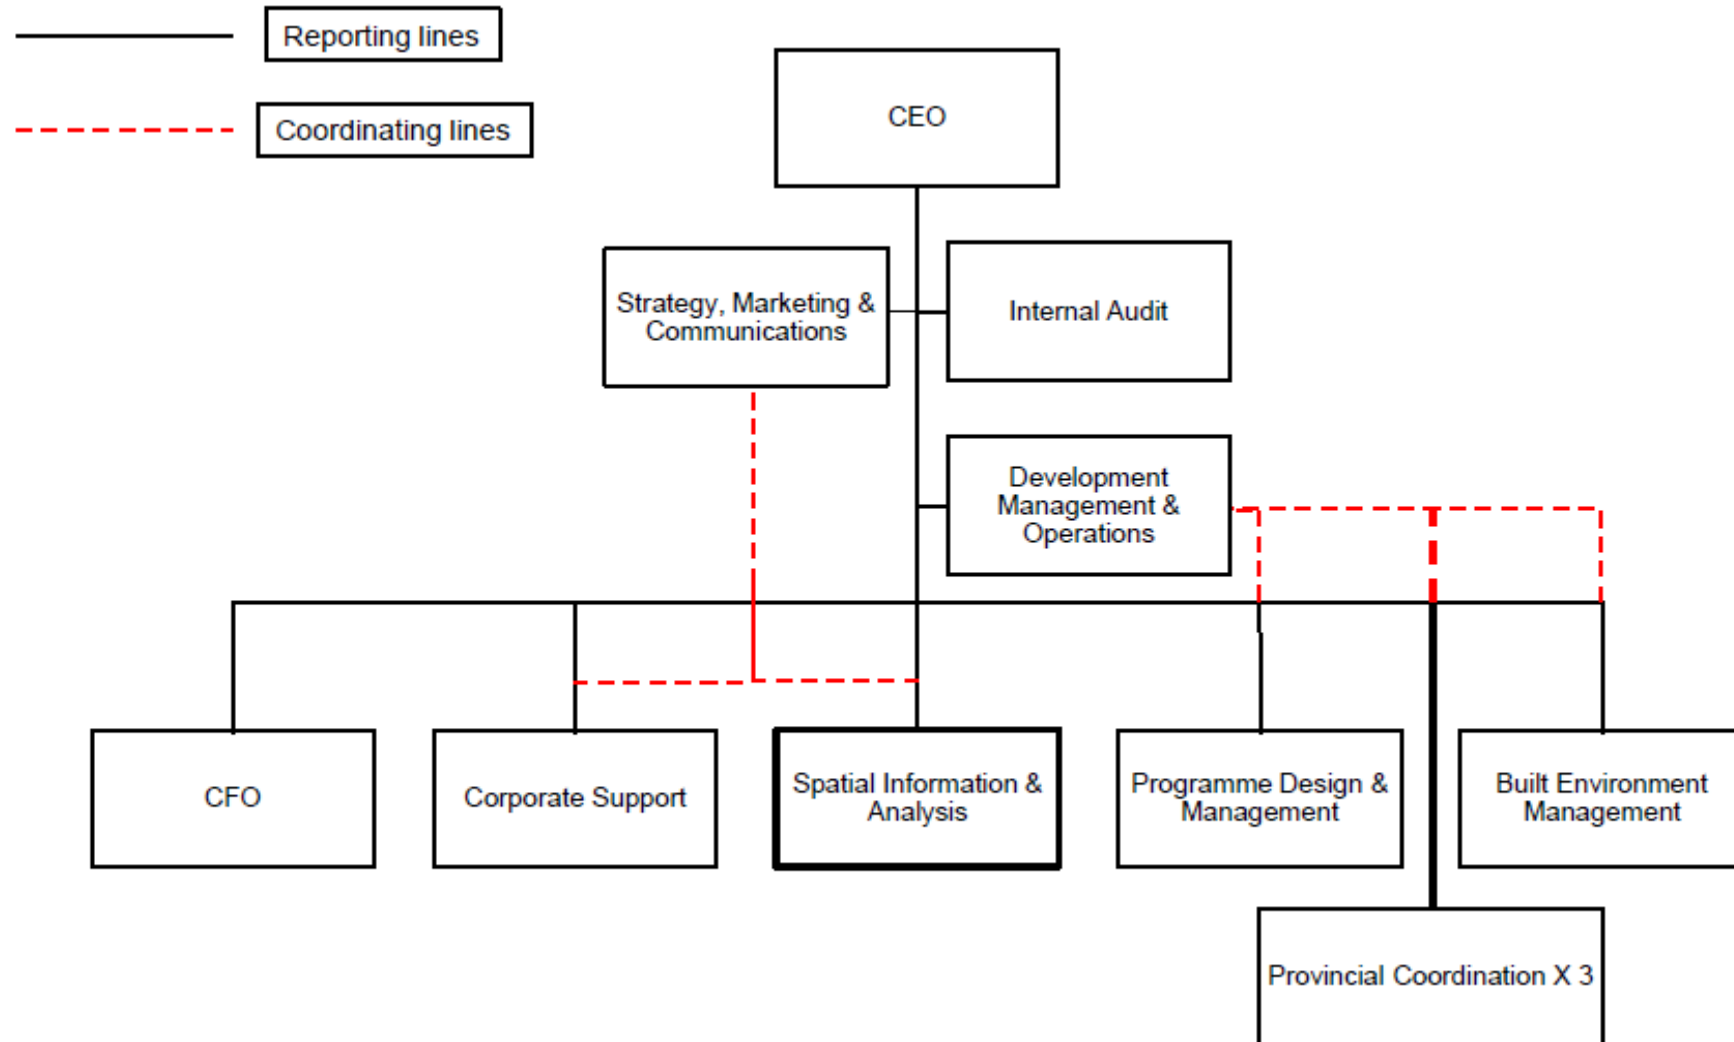 Reporting lines
Coordinating lines
CEO
Strategy, Marketing &
Communications
Internal Audit
Development
Management &
Operations
CFO
Corporate Support
Spatial Information &
Analysis
Programme Design &
Management
Built Environment
Management
Provincial Coordination X 3